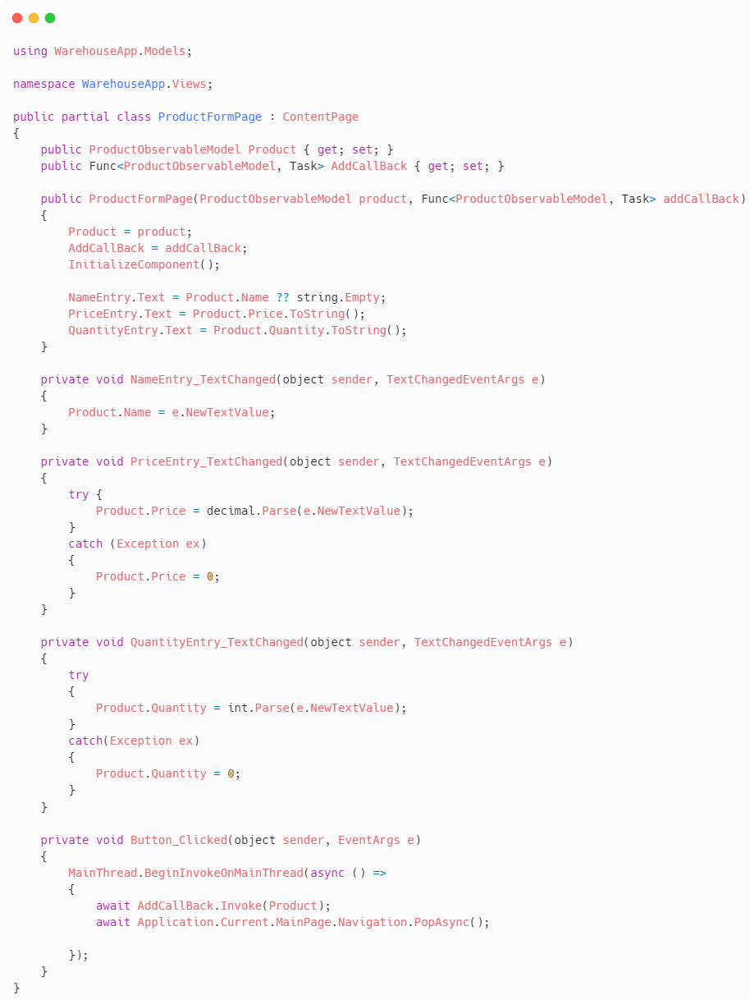 using WarehouseApp.Models;

namespace WarehouseApp.Views;

public partial class ProductFormPage : ContentPage
{
    public ProductObservableModel Product { get; set; }
    public Func<ProductObservableModel, Task> AddCallBack { get; set; }

    public ProductFormPage(ProductObservableModel product, Func<ProductObservableModel, Task> addCallBack)
    {
        Product = product;
        AddCallBack = addCallBack;
        InitializeComponent();

        NameEntry.Text = Product.Name ?? string.Empty;
        PriceEntry.Text = Product.Price.ToString();
        QuantityEntry.Text = Product.Quantity.ToString();
    }

    private void NameEntry_TextChanged(object sender, TextChangedEventArgs e)
    {
        Product.Name = e.NewTextValue;
    }

    private void PriceEntry_TextChanged(object sender, TextChangedEventArgs e)
    {
        try {
            Product.Price = decimal.Parse(e.NewTextValue);
        }
        catch (Exception ex)
        {
            Product.Price = 0;
        }
    }

    private void QuantityEntry_TextChanged(object sender, TextChangedEventArgs e)
    {
        try
        {
            Product.Quantity = int.Parse(e.NewTextValue);
        }
        catch(Exception ex)
        {
            Product.Quantity = 0;
        }
    }

    private void Button_Clicked(object sender, EventArgs e)
    {
        MainThread.BeginInvokeOnMainThread(async () =>
        {
            await AddCallBack.Invoke(Product);
            await Application.Current.MainPage.Navigation.PopAsync();

        });
    }
}